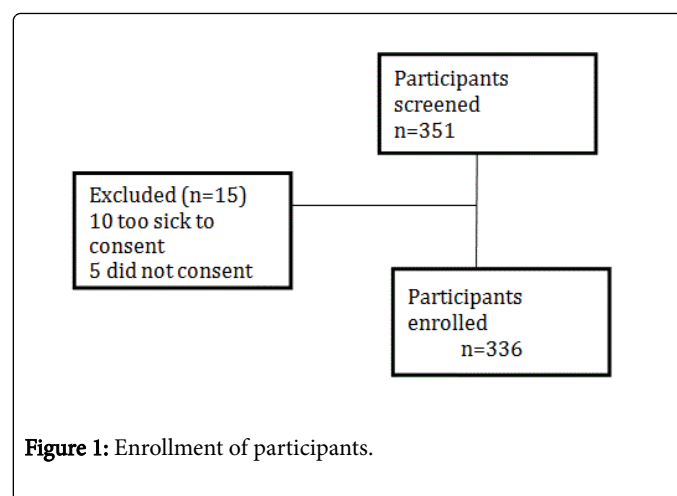 Participants
screened
n=351
Excluded (n=15)
10 too sick to
consent
5 did not consent
Participants
enrolled
n=336
Figure 1: Enrollment of participants.